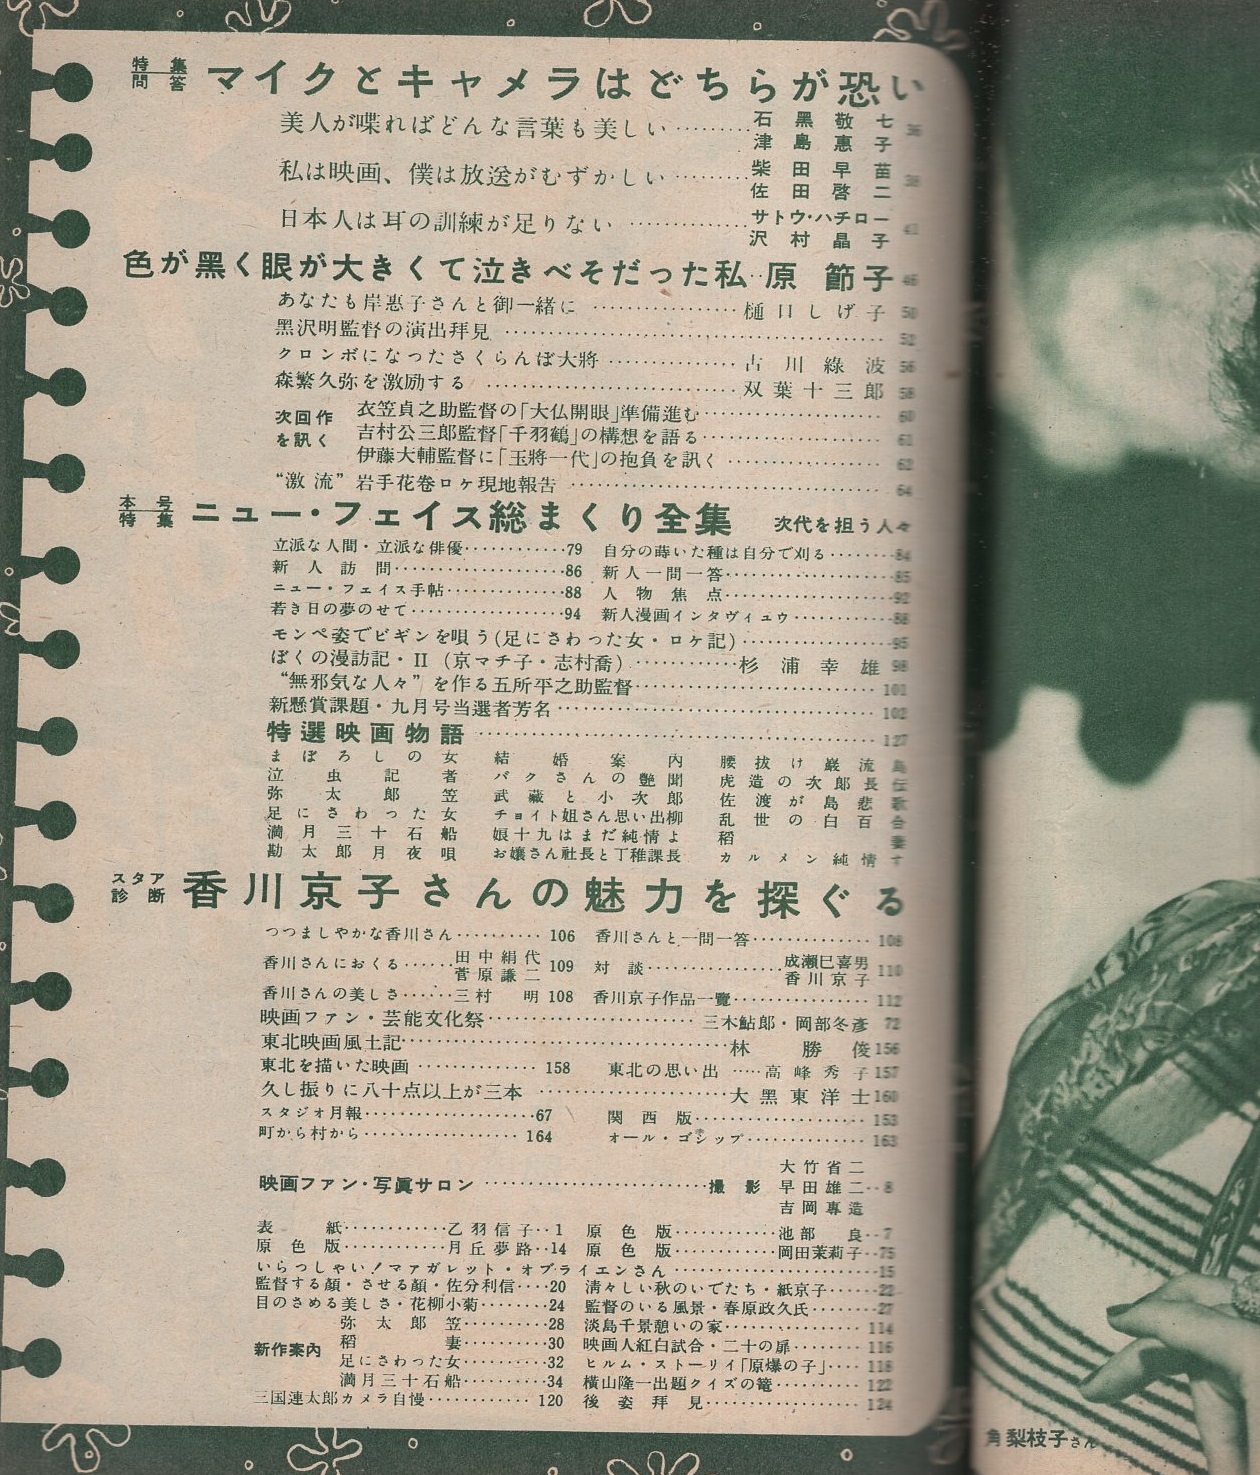 特集問答 マイクとキャメラはどちらが恐い
美人が喋ればどんな言葉も美しい………石黒敬七 津島惠子 36
私は映画、僕は放送がむずかしい………柴田早苗 佐田啓二 38
日本人は耳の訓練が足りない………サトウ・ハチロー 沢村晶子 41
色が黒く眼が大きくて泣きべそだった私…原節子 46
あなたも岸惠子さんと御一緒に………樋口しげ子 50
黒沢明監督の演出拝見………52
クロンボになったさくらんぼ大將………古川緑波 56
森繁久弥を激励する………双葉十三郎 58
次回作を訊く
衣笠貞之助監督の「大仏開眼」準備進む………60
吉村公三郎監督「千羽鶴」の構想を語る………61
伊藤大輔監督に「玉將一代」の抱負を訊く………62
“激流”岩手花巻ロケ現地報告………64
本号特集 ニュー・フェイス総まくり全集 次代を担う人々
立派な人間・立派な俳優………79 自分の蒔いた種は自分で刈る………84
新人訪問………86 新人一問一答………85
ニュー・フェイス手帖………88 人物焦点………92
若き日の夢のせて………94 新人漫画インタヴィユウ………88
モンペ姿でビギンを唄う(足にさわった女・ロケ記)………95
ぼくの漫訪記・Ⅱ(京マチ子・志村喬)………杉浦幸雄 98
“無邪気な人々”を作る五所平之助監督………101
新懸賞課題・九月号当選者芳名………102
特選映画物語………127
まぼろしの女 結婚案内 腰抜け巌流島
泣虫記者 バクさんの艶聞 虎造の次郎長伝
弥太郎笠 武蔵と小次郎 佐渡が島悲歌
足にさわった女 チョイト姐さん思い出柳 乱世の白百合
満月三十石船 娘十九はまだ純情よ 稲妻
勘太郎月夜唄 お嬢さん社長と丁稚課長 カルメン純情す
スタア診断 香川京子さんの魅力を探ぐる
つつましやかな香川さん………106 香川さんと一問一答………108
香川さんにおくる……田中絹代 菅原謙二 109 対談………成瀬巳喜男 香川京子 110
香川さんの美しさ……三村明 108 香川京子作品一覽………112
映画ファン・芸能文化祭………三木鮎郎・岡部冬彦 72
東北映画風土記………林勝俊 156
東北を描いた映画………158 東北の思い出……高峰秀子 157
久し振りに八十点以上が三本………大黒東洋士 160
スタジオ月報………67 関西版………153
町から村から………164 オール・ゴシップ………163
映画ファン・写眞サロン………撮影 大竹省二 早田雄二 吉岡専造‥8
表紙………乙羽信子‥1 原色版………池部良‥7
原色版………月丘夢路‥14 原色版………岡田茉莉子‥75
いらっしゃい!マァガレット・オブライエンさん………15
監督する顏・させる顏・佐分利信……20 清々しい秋のいでたち・紙京子……22
目のさめる美しさ・花柳小菊………24 監督のいる風景・春原政久氏……27
新作案内
弥太郎笠………28 淡島千景憩いの家………114
稲妻………30 映画人紅白試合・二十の扉………116
足にさわった女………32 ヒルム・ストーリイ「原爆の子」……118
満月三十石船………34 横山隆一出題クイズの篭………122
三国連太郎カメラ自慢………120 後姿拝見………124
角梨枝子さん